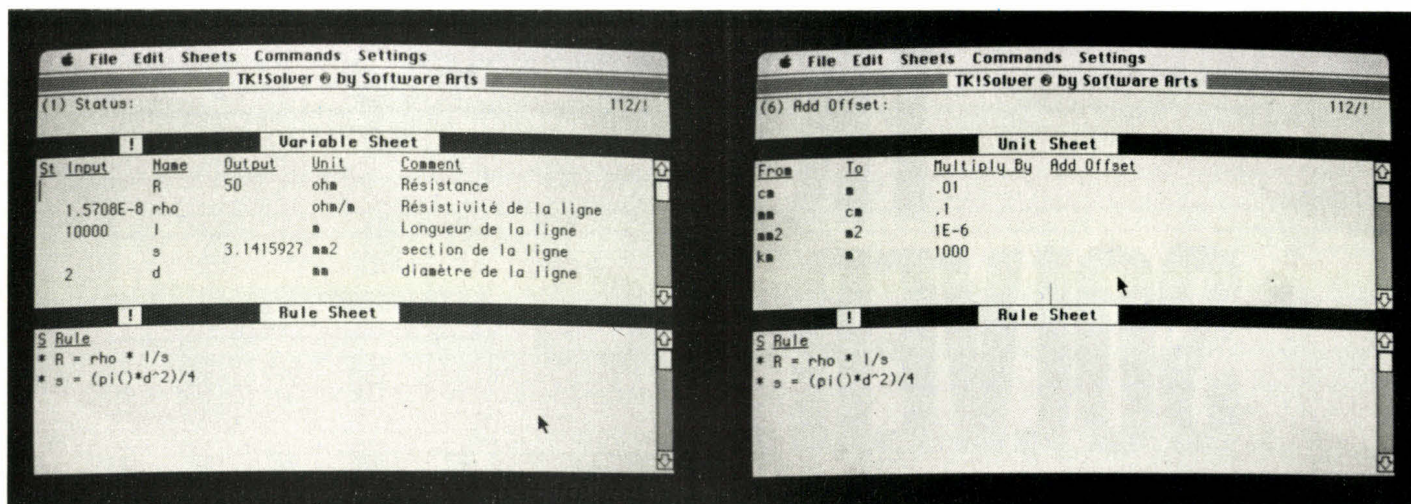 File Edit Sheets Commands Settings
TK!Solver ® by Software Arts
(1) Status: 112/!
! Variable Sheet
St Input Name Output Unit Comment
R 50 ohm Résistance
1.5708E-8 rho ohm/m Résistivité de la ligne
10000 l m Longueur de la ligne
s 3.1415927 mm2 section de la ligne
2 d mm diamètre de la ligne
! Rule Sheet
S Rule
* R = rho * l/s
* s = (pi()*d^2)/4
File Edit Sheets Commands Settings
TK!Solver ® by Software Arts
(6) Add Offset: 112/!
Unit Sheet
From To Multiply By Add Offset
cm m .01
mm cm .1
mm2 m2 1E-6
km m 1000
! Rule Sheet
S Rule
* R = rho * l/s
* s = (pi()*d^2)/4